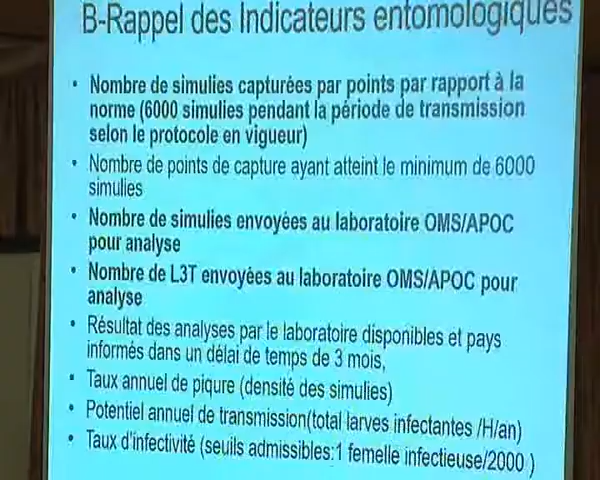 B-Rappel des Indicateurs entomologiques
• Nombre de simulies capturées par points par rapport à la
norme (6000 simulies pendant la période de transmission
selon le protocole en vigueur)
• Nombre de points de capture ayant atteint le minimum de 6000
simulies
• Nombre de simulies envoyées au laboratoire OMS/APOC
pour analyse
• Nombre de L3T envoyées au laboratoire OMS/APOC pour
analyse
• Résultat des analyses par le laboratoire disponibles et pays
informés dans un délai de temps de 3 mois,
• Taux annuel de piqure (densité des simulies)
• Potentiel annuel de transmission(total larves infectantes /H/an)
• Taux d'infectivité (seuils admissibles:1 femelle infectieuse/2000 )